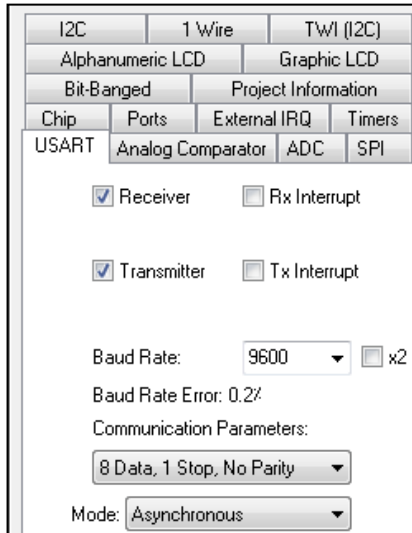 I2C 1 Wire TWI (I2C)
Alphanumeric LCD Graphic LCD
Bit-Banged Project Information
Chip Ports External IRQ Timers
USART Analog Comparator ADC SPI
Receiver Rx Interrupt
Transmitter Tx Interrupt
Baud Rate: 9600 x2
Baud Rate Error: 0.2%
Communication Parameters:
8 Data, 1 Stop, No Parity
Mode: Asynchronous